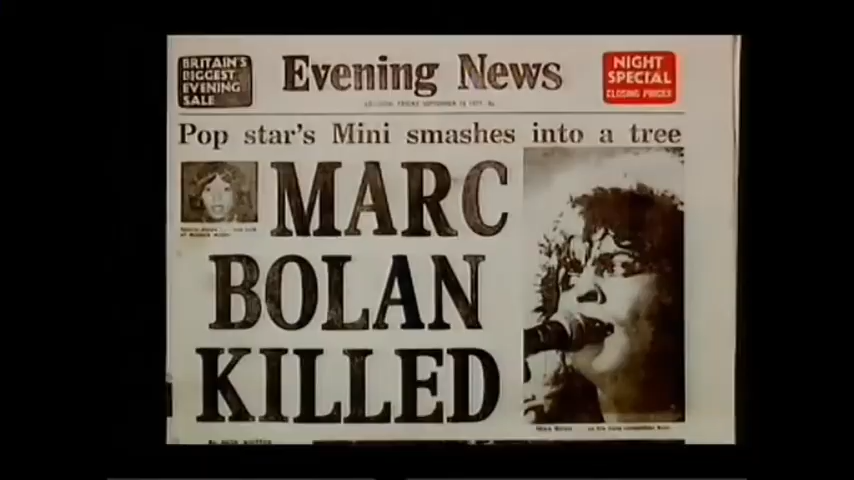 BRITAIN'S
BIGGEST
EVENING
SALE
Evening News
NIGHT
SPECIAL
CLOSING PRICES
Pop star's Mini smashes into a tree
MARC
BOLAN
KILLED